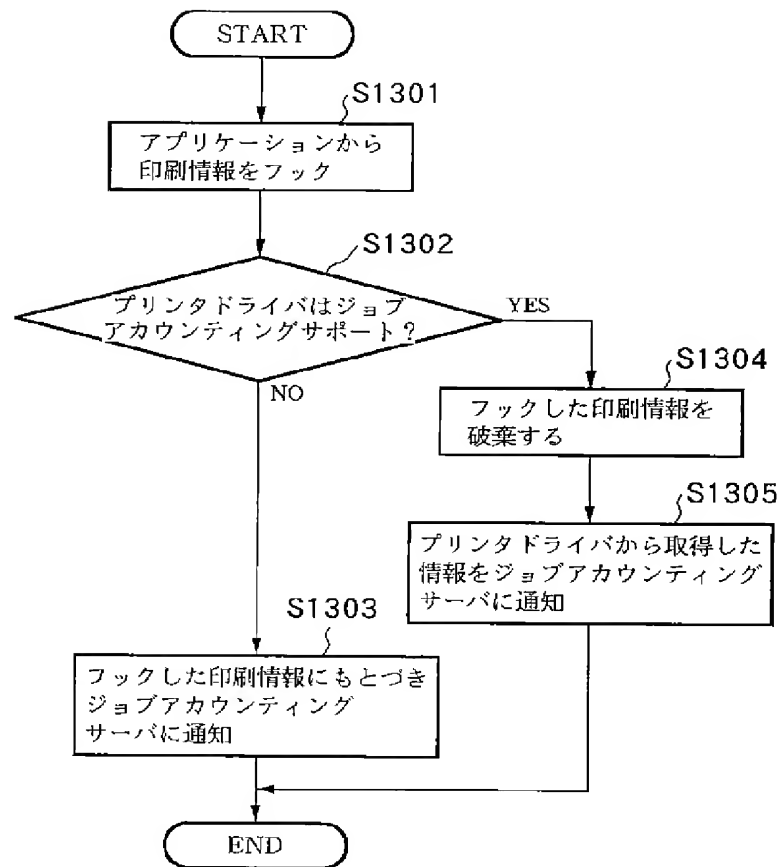 START
S1301
アプリケーションから
印刷情報をフック
S1302
プリンタドライバはジョブ
アカウンティングサポート？
YES
NO
S1304
フックした印刷情報を
破棄する
S1305
プリンタドライバから取得した
情報をジョブアカウンティング
サーバに通知
S1303
フックした印刷情報にもとづき
ジョブアカウンティング
サーバに通知
END